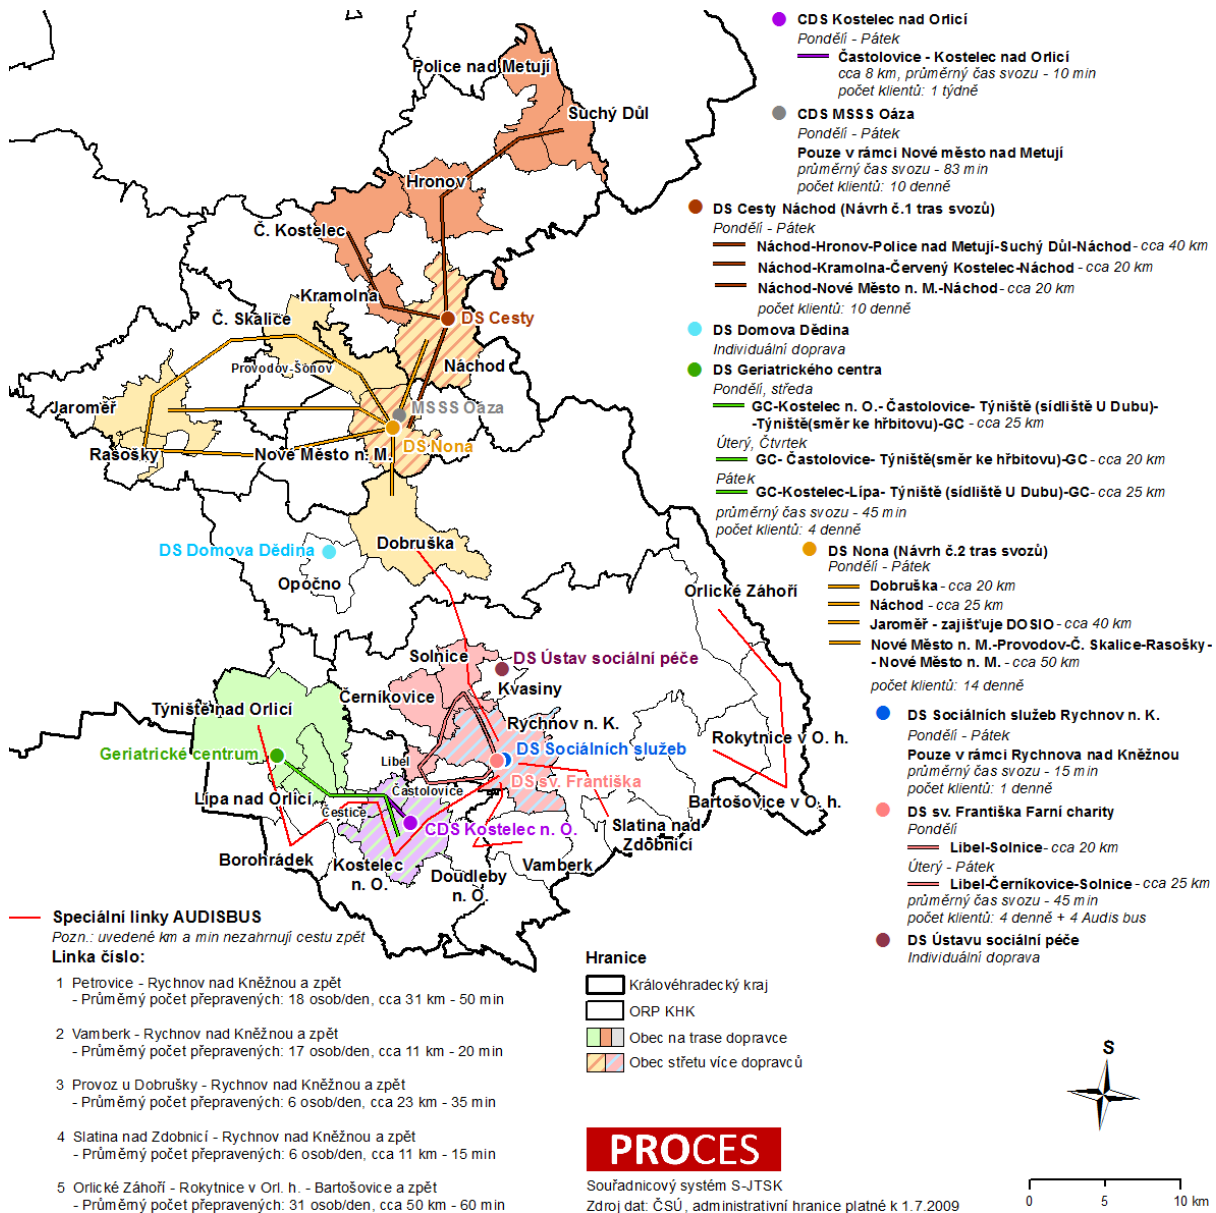 Police nad Metují
Suchý Důl
Hronov
Č. Kostelec
Kramolna
DS Cesty
Č. Skalice
Provodov-Šonov
Náchod
Jaroměř
MSSS Oáza
DS Nona
Rašošky
Nové Město n. M.
DS Domova Dědina
Dobruška
Opočno
Orlické Záhoří
Solnice
DS Ústav sociální péče
Kvasiny
Černíkovice
Týniště nad Orlicí
Rychnov n. K.
Geriatrické centrum
DS Sociálních služeb
Rokytnice v O. h.
Libel
DS sv. Františka
Častolovice
Lípa nad Orlicí
Čestice
Bartošovice v O. h.
CDS Kostelec n. O.
Slatina nad
Zdobnicí
Borohrádek
Kostelec
n. O.
Doudleby
n. O.
Vamberk
CDS Kostelec nad Orlicí
Pondělí - Pátek
Častolovice - Kostelec nad Orlicí
cca 8 km, průměrný čas svozu - 10 min
počet klientů: 1 týdně
CDS MSSS Oáza
Pondělí - Pátek
Pouze v rámci Nové město nad Metují
průměrný čas svozu - 83 min
počet klientů: 10 denně
DS Cesty Náchod (Návrh č.1 tras svozů)
Pondělí - Pátek
Náchod-Hronov-Police nad Metují-Suchý Důl-Náchod- cca 40 km
Náchod-Kramolna-Červený Kostelec-Náchod- cca 20 km
Náchod-Nové Město n. M.-Náchod- cca 20 km
počet klientů: 10 denně
DS Domova Dědina
Individuální doprava
DS Geriatrického centra
Pondělí, středa
GC-Kostelec n. O.- Častolovice- Týniště (sídliště U Dubu)-
-Týniště(směr ke hřbitovu)-GC - cca 25 km
Úterý, Čtvrtek
GC- Častolovice- Týniště(směr ke hřbitovu)-GC - cca 20 km
Pátek
GC-Kostelec-Lípa- Týniště (sídliště U Dubu)-GC- cca 25 km
průměrný čas svozu - 45 min
počet klientů: 4 denně
DS Nona (Návrh č.2 tras svozů)
Pondělí - Pátek
Dobruška - cca 20 km
Náchod - cca 25 km
Jaroměř - zajišťuje DOSIO - cca 40 km
Nové Město n. M.-Provodov-Č. Skalice-Rasošky-
- Nové Město n. M. - cca 50 km
počet klientů: 14 denně
DS Sociálních služeb Rychnov n. K.
Pondělí - Pátek
Pouze v rámci Rychnova nad Kněžnou
průměrný čas svozu - 15 min
počet klientů: 1 denně
DS sv. Františka Farní charity
Pondělí
Libel-Solnice- cca 20 km
Úterý - Pátek
Libel-Černíkovice-Solnice - cca 25 km
průměrný čas svozu - 45 min
počet klientů: 4 denně + 4 Audis bus
DS Ústavu sociální péče
Individuální doprava
Speciální linky AUDISBUS
Pozn.: uvedené km a min nezahrnují cestu zpět
Linka číslo:
1 Petrovice - Rychnov nad Kněžnou a zpět
- Průměrný počet přepravených: 18 osob/den, cca 31 km - 50 min
2 Vamberk - Rychnov nad Kněžnou a zpět
- Průměrný počet přepravených: 17 osob/den, cca 11 km - 20 min
3 Provoz u Dobrušky - Rychnov nad Kněžnou a zpět
- Průměrný počet přepravených: 6 osob/den, cca 23 km - 35 min
4 Slatina nad Zdobnicí - Rychnov nad Kněžnou a zpět
- Průměrný počet přepravených: 6 osob/den, cca 11 km - 15 min
5 Orlické Záhoří - Rokytnice v Orl. h. - Bartošovice a zpět
- Průměrný počet přepravených: 31 osob/den, cca 50 km - 60 min
Hranice
Královéhradecký kraj
ORP KHK
Obec na trase dopravce
Obec střetu více dopravců
PROCES
Souřadnicový systém S-JTSK
Zdroj dat: ČSÚ, administrativní hranice platné k 1.7.2009
S
0 5 10 km